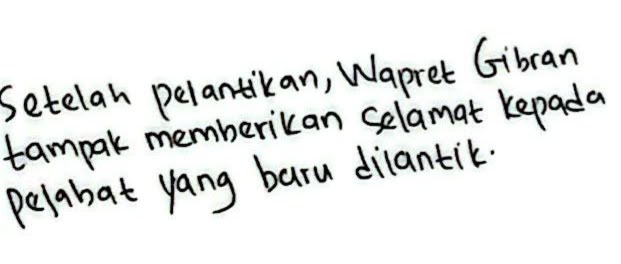 Setelah pelantikan, Wapret Gibran
tampak memberikan selamat kepada
pejabat yang baru dilantik.